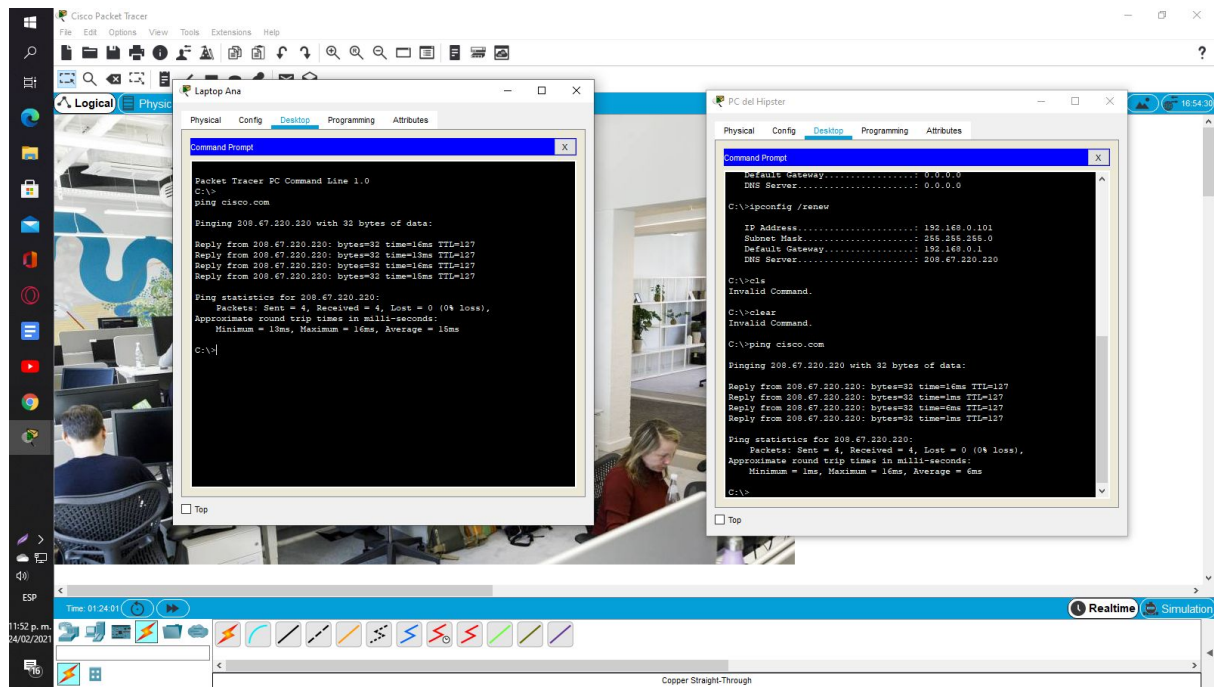 Cisco Packet Tracer
File Edit Options View Tools Extensions Help
?
Logical Physic
16:54:30
Laptop Ana
Physical Config Desktop Programming Attributes
Command Prompt X
Packet Tracer PC Command Line 1.0
C:\>
ping cisco.com
Pinging 208.67.220.220 with 32 bytes of data:
Reply from 208.67.220.220: bytes=32 time=16ms TTL=127
Reply from 208.67.220.220: bytes=32 time=13ms TTL=127
Reply from 208.67.220.220: bytes=32 time=16ms TTL=127
Reply from 208.67.220.220: bytes=32 time=15ms TTL=127
Ping statistics for 208.67.220.220:
Packets: Sent = 4, Received = 4, Lost = 0 (0% loss),
Approximate round trip times in milli-seconds:
Minimum = 13ms, Maximum = 16ms, Average = 15ms
C:\>
Top
PC del Hipster
Physical Config Desktop Programming Attributes
Command Prompt X
Default Gateway.................: 0.0.0.0
DNS Server......................: 0.0.0.0
C:\>ipconfig /renew
IP Address......................: 192.168.0.101
Subnet Mask.....................: 255.255.255.0
Default Gateway.................: 192.168.0.1
DNS Server......................: 208.67.220.220
C:\>cls
Invalid Command.
C:\>clear
Invalid Command.
C:\>ping cisco.com
Pinging 208.67.220.220 with 32 bytes of data:
Reply from 208.67.220.220: bytes=32 time=16ms TTL=127
Reply from 208.67.220.220: bytes=32 time=1ms TTL=127
Reply from 208.67.220.220: bytes=32 time=6ms TTL=127
Reply from 208.67.220.220: bytes=32 time=1ms TTL=127
Ping statistics for 208.67.220.220:
Packets: Sent = 4, Received = 4, Lost = 0 (0% loss),
Approximate round trip times in milli-seconds:
Minimum = 1ms, Maximum = 16ms, Average = 6ms
C:\>
Top
Time: 01:24:01
Realtime Simulation
Copper Straight-Through
ESP
11:52 p. m.
24/02/2021
16